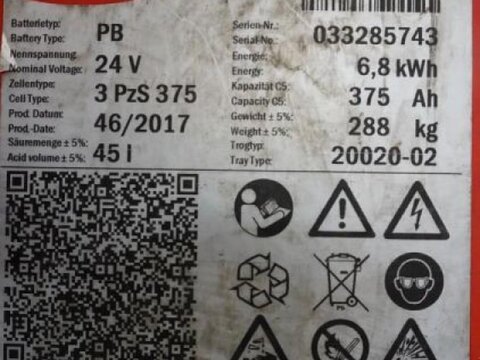 Batterietyp: PB Serien-Nr.:
Battery Type: Serial-No.: 033285743
Nennspannung: 24 V Energie: 6,8 kWh
Nominal Voltage: Energy:
Zellentype: 3 PzS 375 Kapazität C5: 375 Ah
Cell Type: Capacity C5:
Prod. Datum: 46/2017 Gewicht ± 5%: 288 kg
Prod.-Date: Weight ± 5%:
Säuremenge ± 5%: 45 l Trogtyp: 20020-02
Acid volume ± 5%: Tray Type:
Pb